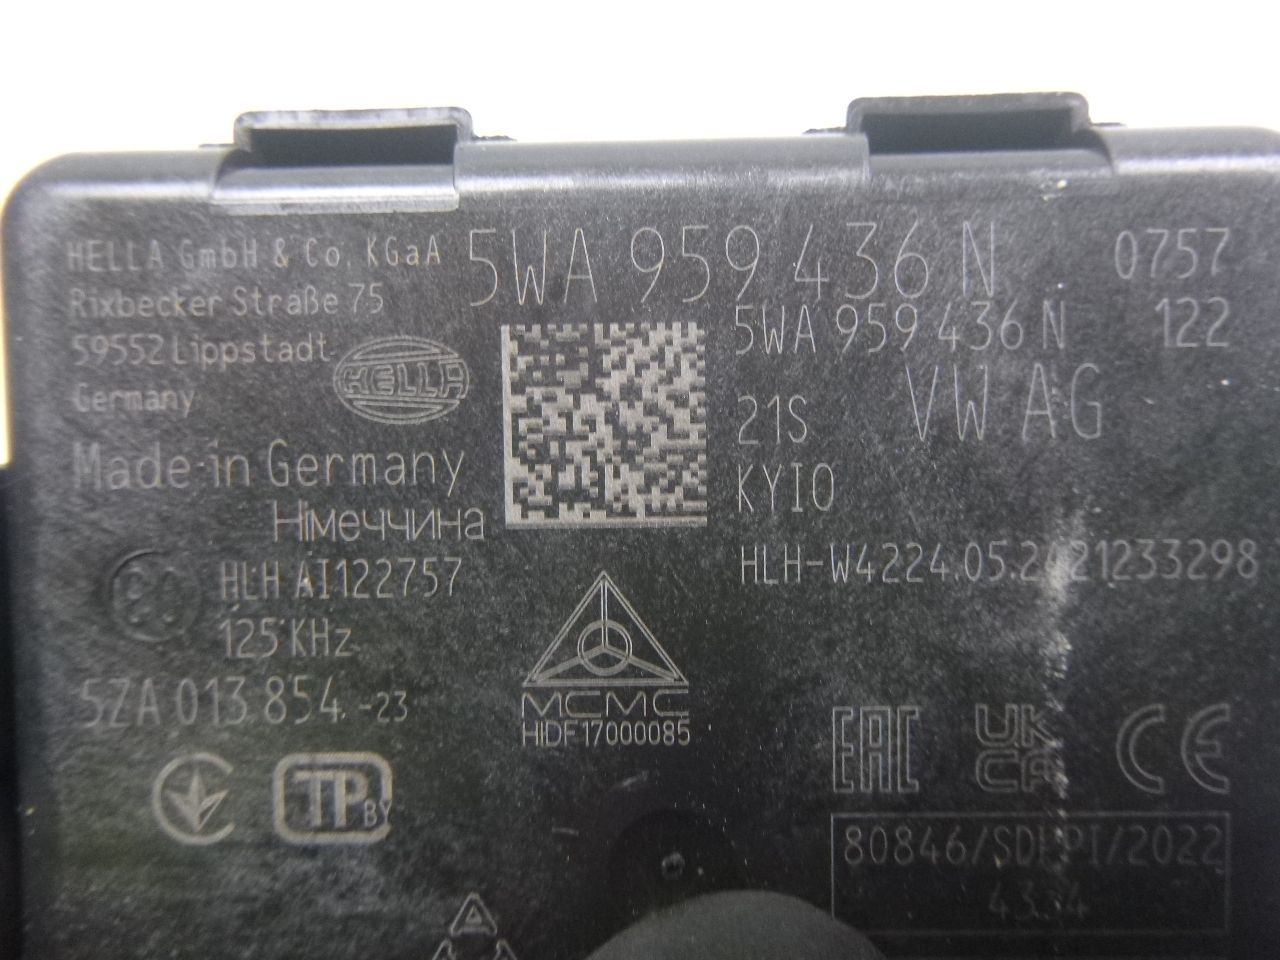 HELLA GmbH & Co. KGaA
Rixbecker Straße 75
59552 Lippstadt
Germany
HELLA
5WA 959 436 N
0757
5WA 959 436 N
122
21S
VW AG
KYIO
Made in Germany
Німеччина
HLH AI122757
125 KHz
5ZA 013 854 -23
HLH-W4224.05.2421233298
MCMC
HIDF17000085
TP BY
EAC
UK
CA
CE
80846/SDPPI/2022
4334